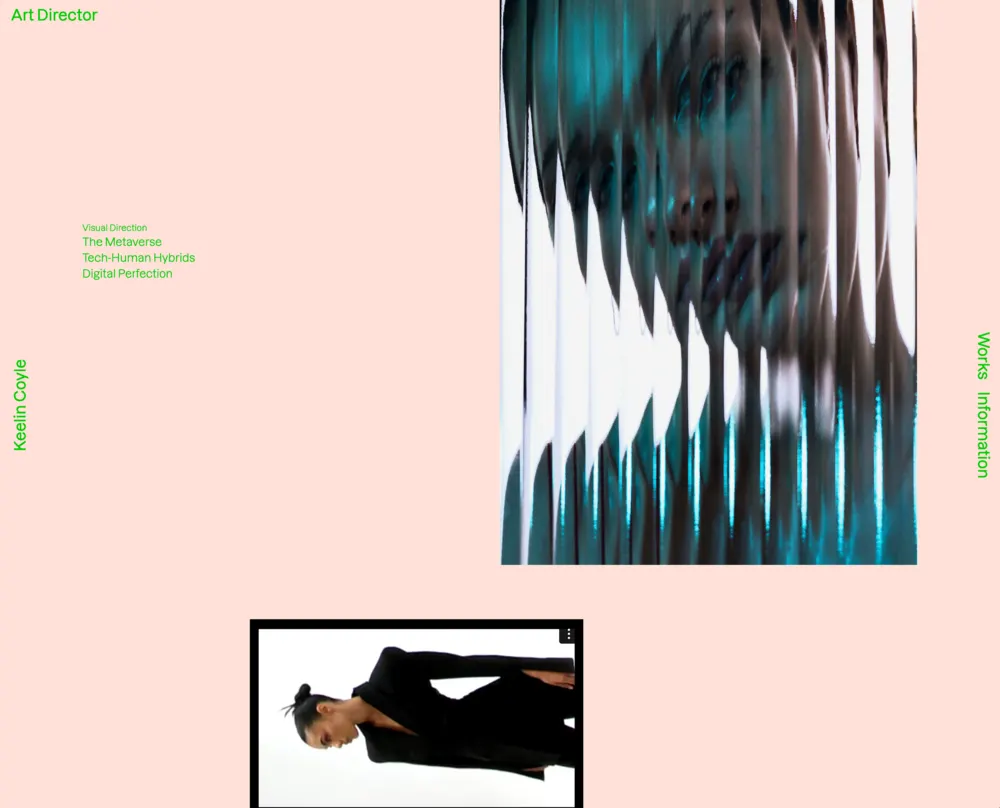 Art Director
Visual Direction
The Metaverse
Tech-Human Hybrids
Digital Perfection
Keelin Coyle
Works Information